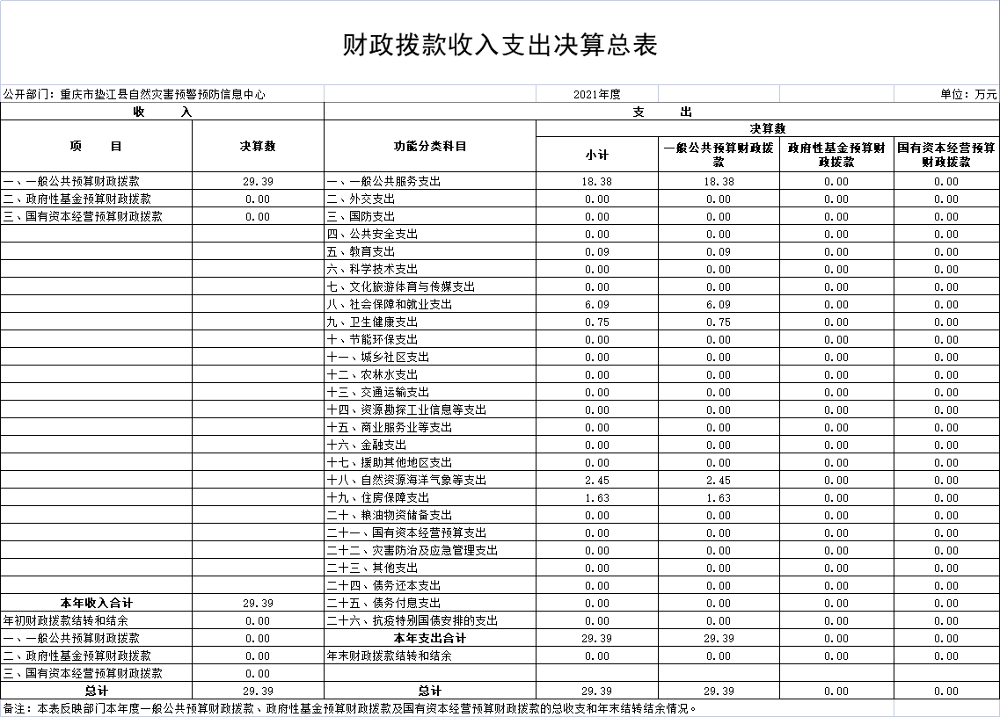 财政拨款收入支出决算总表
公开部门：重庆市垫江县自然灾害预警预防信息中心 2021年度 单位：万元
收 入 支 出
项 目 决算数 功能分类科目 决算数
小计 一般公共预算财政拨款 政府性基金预算财政拨款 国有资本经营预算财政拨款
一、一般公共预算财政拨款 29.39 一、一般公共服务支出 18.38 18.38 0.00 0.00
二、政府性基金预算财政拨款 0.00 二、外交支出 0.00 0.00 0.00 0.00
三、国有资本经营预算财政拨款 0.00 三、国防支出 0.00 0.00 0.00 0.00
四、公共安全支出 0.00 0.00 0.00 0.00
五、教育支出 0.09 0.09 0.00 0.00
六、科学技术支出 0.00 0.00 0.00 0.00
七、文化旅游体育与传媒支出 0.00 0.00 0.00 0.00
八、社会保障和就业支出 6.09 6.09 0.00 0.00
九、卫生健康支出 0.75 0.75 0.00 0.00
十、节能环保支出 0.00 0.00 0.00 0.00
十一、城乡社区支出 0.00 0.00 0.00 0.00
十二、农林水支出 0.00 0.00 0.00 0.00
十三、交通运输支出 0.00 0.00 0.00 0.00
十四、资源勘探工业信息等支出 0.00 0.00 0.00 0.00
十五、商业服务业等支出 0.00 0.00 0.00 0.00
十六、金融支出 0.00 0.00 0.00 0.00
十七、援助其他地区支出 0.00 0.00 0.00 0.00
十八、自然资源海洋气象等支出 2.45 2.45 0.00 0.00
十九、住房保障支出 1.63 1.63 0.00 0.00
二十、粮油物资储备支出 0.00 0.00 0.00 0.00
二十一、国有资本经营预算支出 0.00 0.00 0.00 0.00
二十二、灾害防治及应急管理支出 0.00 0.00 0.00 0.00
二十三、其他支出 0.00 0.00 0.00 0.00
二十四、债务还本支出 0.00 0.00 0.00 0.00
本年收入合计 29.39 二十五、债务付息支出 0.00 0.00 0.00 0.00
年初财政拨款结转和结余 0.00 二十六、抗疫特别国债安排的支出 0.00 0.00 0.00 0.00
一、一般公共预算财政拨款 0.00 本年支出合计 29.39 29.39 0.00 0.00
二、政府性基金预算财政拨款 0.00 年末财政拨款结转和结余 0.00 0.00 0.00 0.00
三、国有资本经营预算财政拨款 0.00
总计 29.39 总计 29.39 29.39 0.00 0.00
备注：本表反映部门本年度一般公共预算财政拨款、政府性基金预算财政拨款及国有资本经营预算财政拨款的总收支和年末结转结余情况。